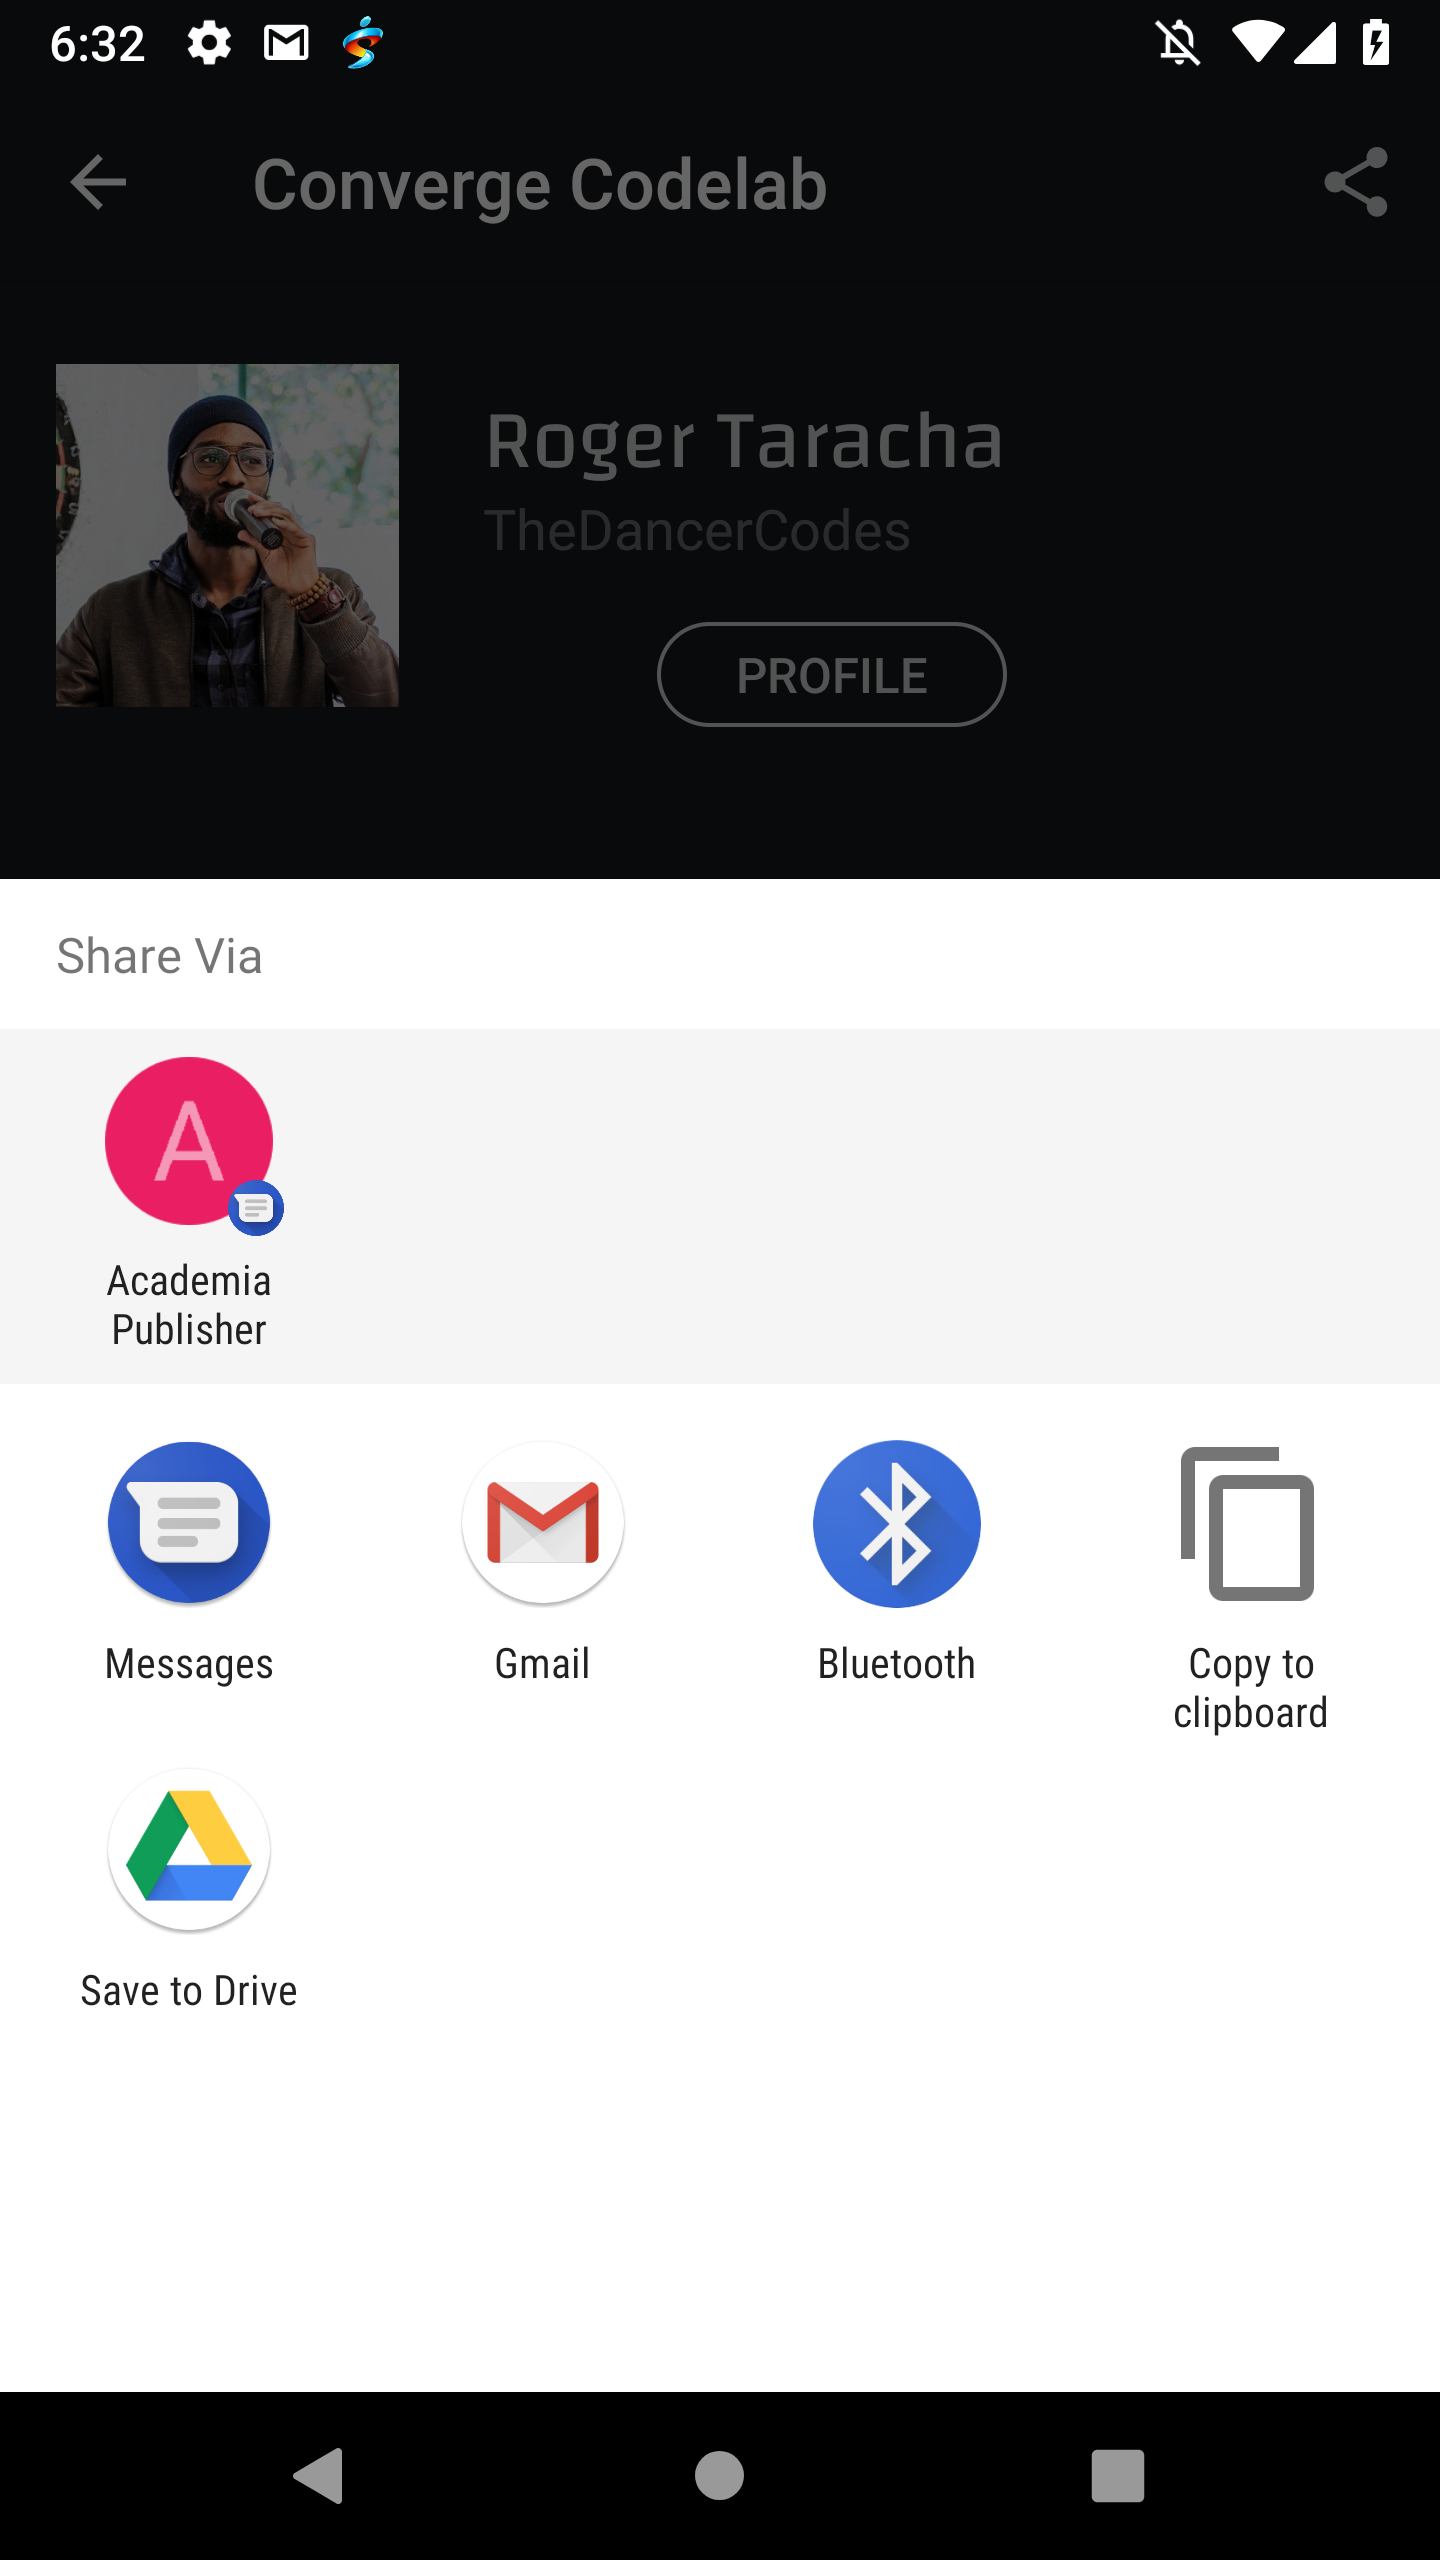 6:32
Converge Codelab
Roger Taracha
TheDancerCodes
PROFILE
Share Via
A
Academia
Publisher
Messages
Gmail
Bluetooth
Copy to
clipboard
Save to Drive